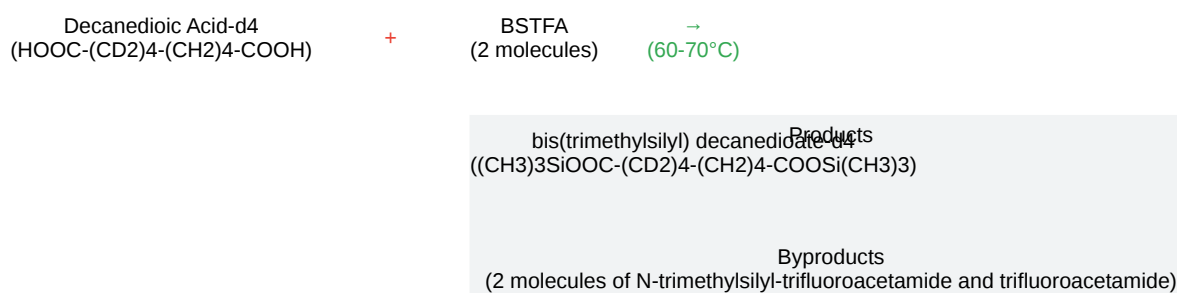 Decanedioic Acid-d4
(HOOC-(CD2)4-(CH2)4-COOH)
+
BSTFA
(2 molecules)
→
(60-70°C)
Products
bis(trimethylsilyl) decanedioate-d4
((CH3)3SiOOC-(CD2)4-(CH2)4-COOSi(CH3)3)
Byproducts
(2 molecules of N-trimethylsilyl-trifluoroacetamide and trifluoroacetamide)